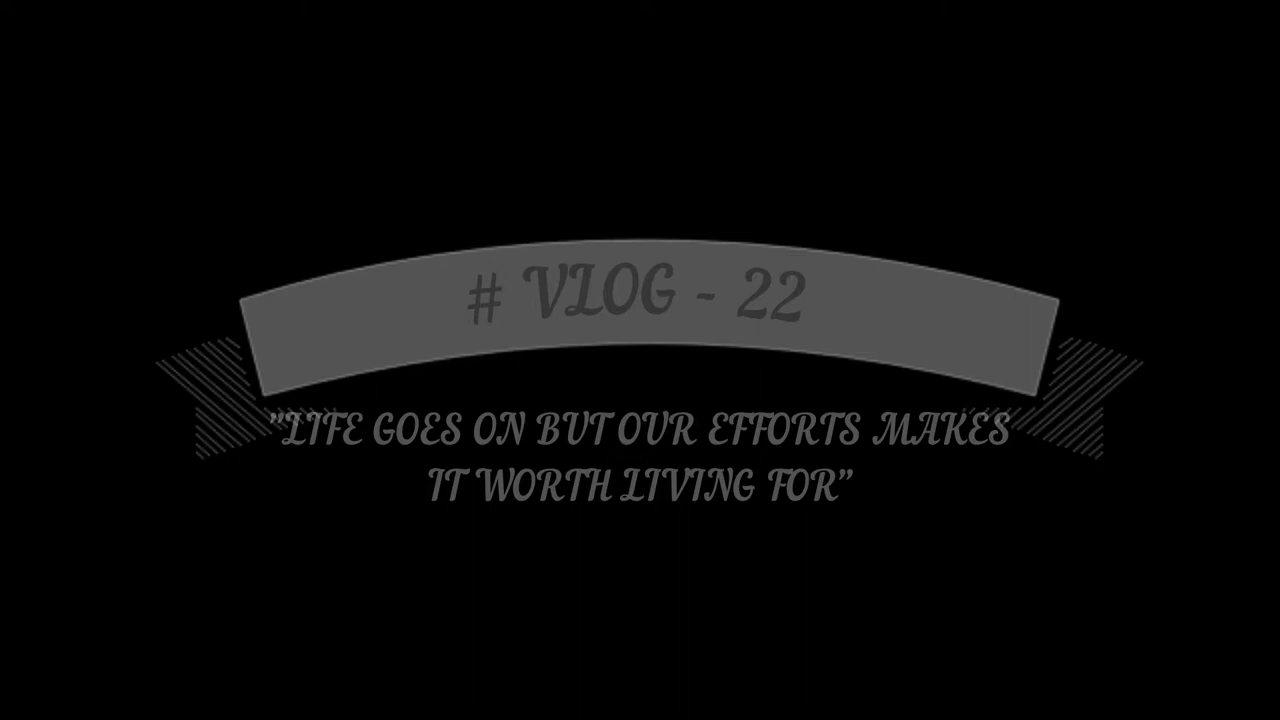 # VLOG - 22
"LIFE GOES ON BUT OUR EFFORTS MAKES
IT WORTH LIVING FOR"